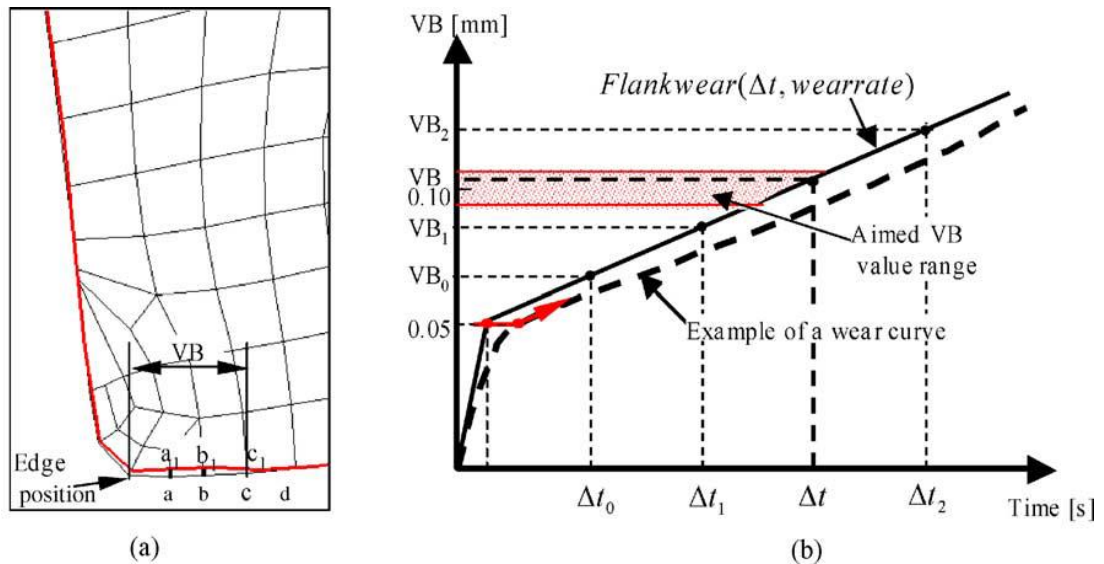 VB
a₁ b₁ c₁
Edge
position
a b c d
(a)
VB [mm]
Flankwear(Δt, wearrate)
VB₂
VB
0.10
VB₁
Aimed VB
value range
VB₀
0.05
Example of a wear curve
Δt₀ Δt₁ Δt Δt₂
Time [s]
(b)